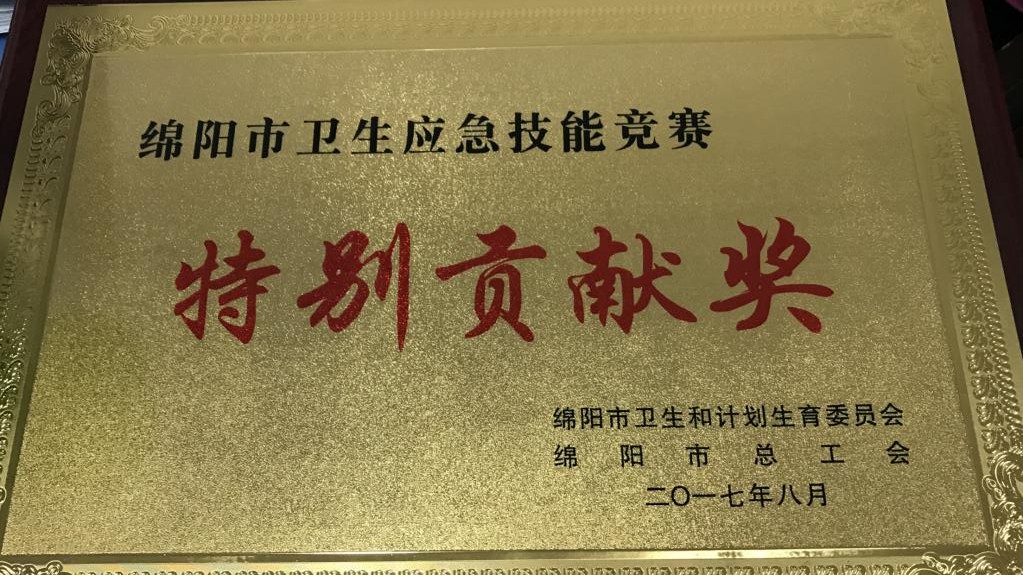 绵阳市卫生应急技能竞赛
特别贡献奖
绵阳市卫生和计划生育委员会
绵阳市总工会
二〇一七年八月